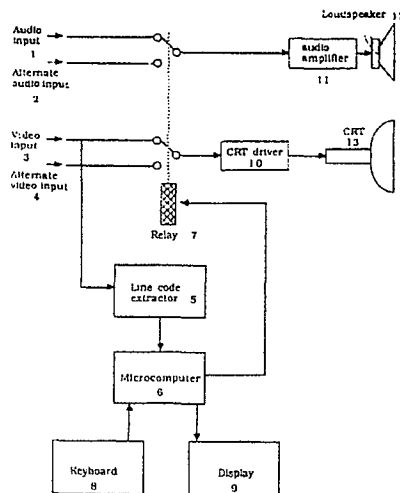 Loudspeaker 12
Audio
input
1
audio
amplifier
11
Alternate
audio input
2
Video
input
3
CRT driver
10
CRT
13
Alternate
video input
4
Relay 7
Line code
extractor 5
Microcomputer
6
Keyboard
8
Display
9